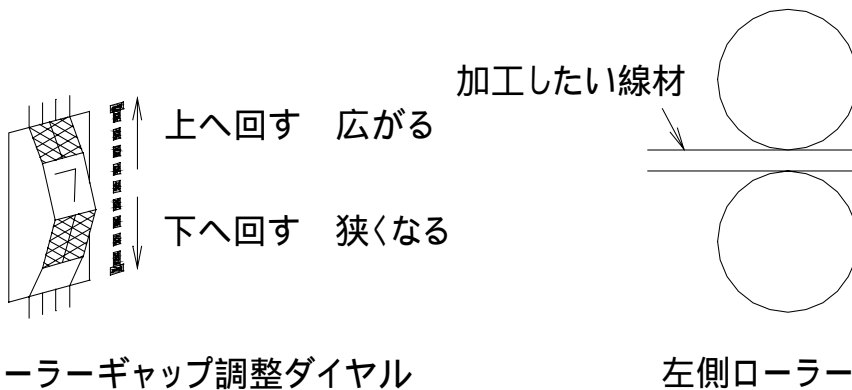 加工したい線材
上へ回す 広がる
下へ回す 狭くなる
ーラーギャップ調整ダイヤル
左側ローラー